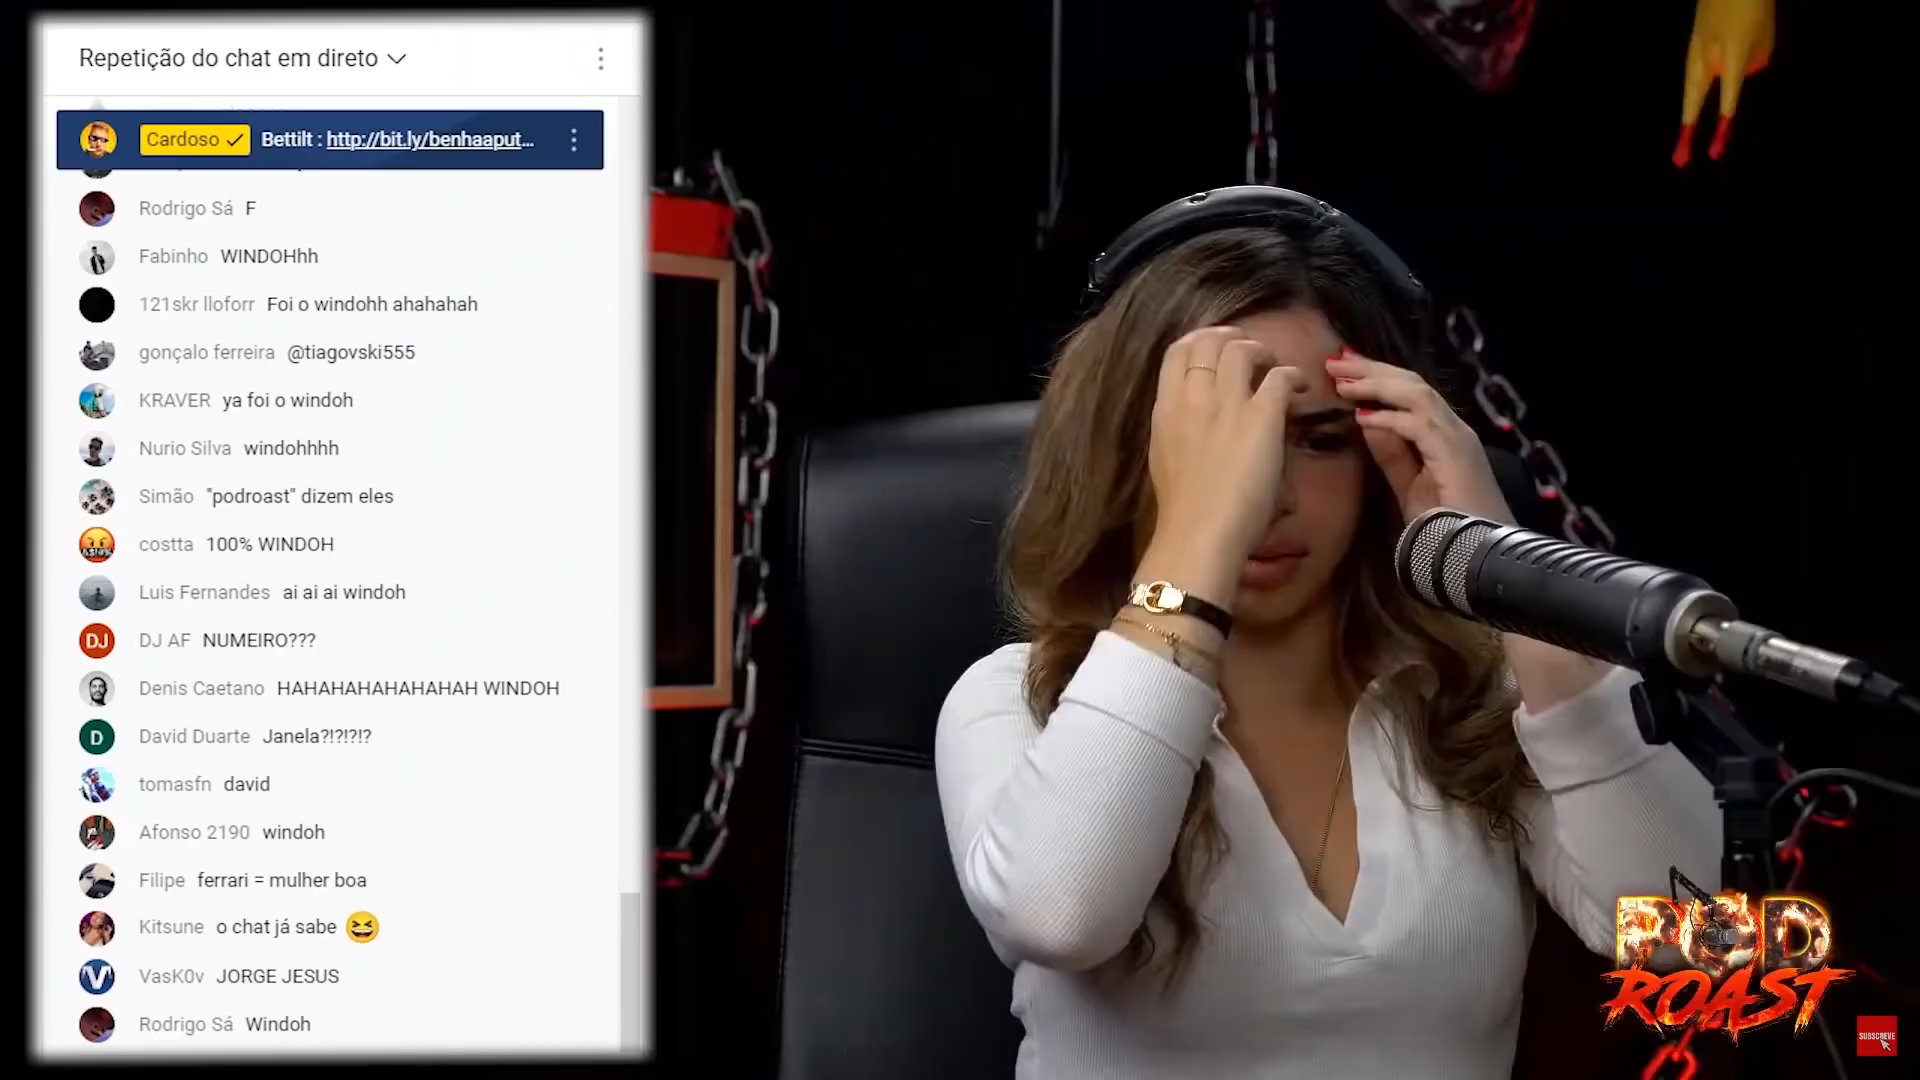 Repetição do chat em direto
Cardoso Bettilt : http://bit.ly/benhaaput...
Rodrigo Sá F
Fabinho WINDOHhh
121skr lloforr Foi o windohh ahahahah
gonçalo ferreira @tiagovski555
KRAVER ya foi o windoh
Nurio Silva windohhhh
Simão "podroast" dizem eles
costta 100% WINDOH
Luis Fernandes ai ai ai windoh
DJ
DJ AF NUMEIRO???
Denis Caetano HAHAHAHAHAHAHAH WINDOH
D
David Duarte Janela?!?!?!?
tomasfn david
Afonso 2190 windoh
Filipe ferrari = mulher boa
Kitsune o chat já sabe
V
VasK0v JORGE JESUS
Rodrigo Sá Windoh
POD
ROAST
SUBSCREVE